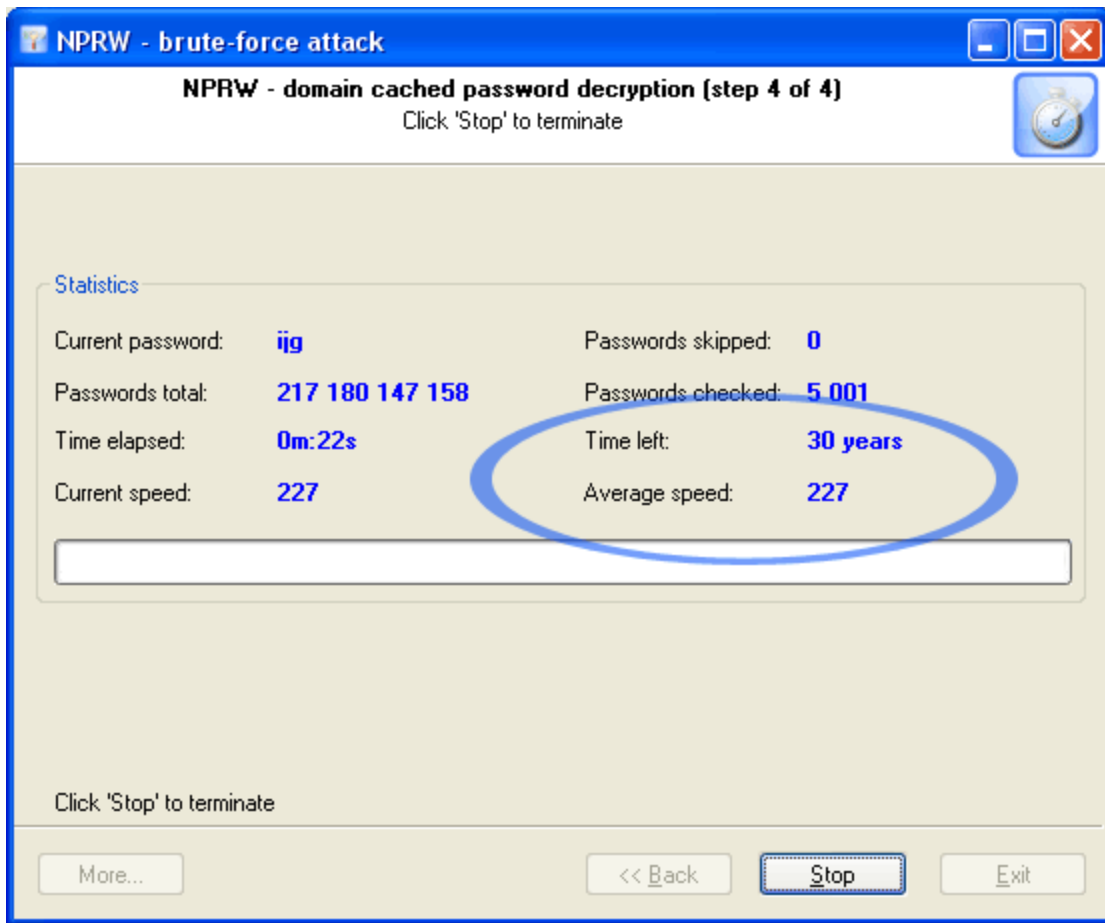 NPRW - brute-force attack
NPRW - domain cached password decryption (step 4 of 4)
Click 'Stop' to terminate
Statistics
Current password: ijg Passwords skipped: 0
Passwords total: 217 180 147 158 Passwords checked: 5 001
Time elapsed: 0m:22s Time left: 30 years
Current speed: 227 Average speed: 227
Click 'Stop' to terminate
More... << Back Stop Exit